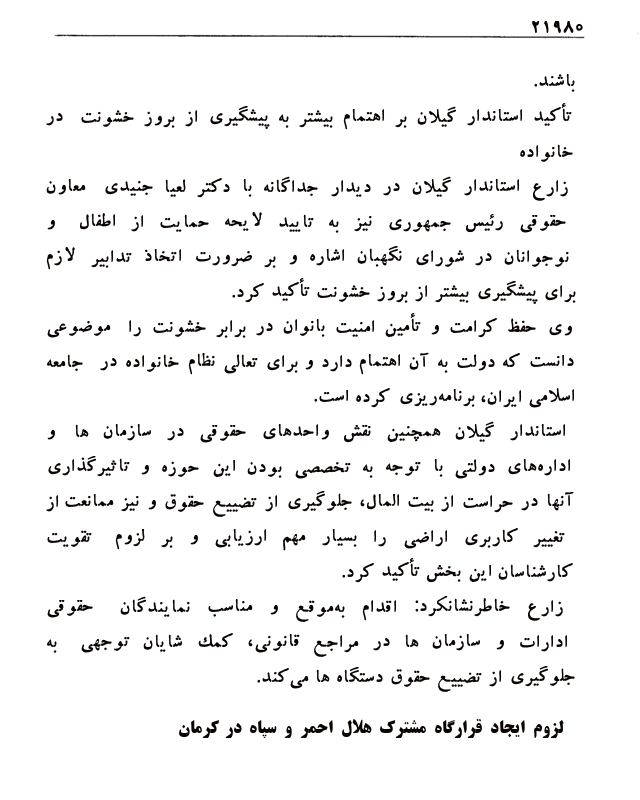 ۲۱۹۸۰
باشند.
تأکید استاندار گیلان بر اهتمام بیشتر به پیشگیری از بروز خشونت در
خانواده
زارع استاندار گیلان در دیدار جداگانه با دکتر لعیا جنیدی معاون
حقوقی رئیس جمهوری نیز به تایید لایحه حمایت از اطفال و
نوجوانان در شورای نگهبان اشاره و بر ضرورت اتخاذ تدابیر لازم
برای پیشگیری بیشتر از بروز خشونت تأکید کرد.
وی حفظ کرامت و تأمین امنیت بانوان در برابر خشونت را موضوعی
دانست که دولت به آن اهتمام دارد و برای تعالی نظام خانواده در جامعه
اسلامی ایران، برنامه‌ریزی کرده است.
استاندار گیلان همچنین نقش واحدهای حقوقی در سازمان ها و
اداره‌های دولتی با توجه به تخصصی بودن این حوزه و تاثیرگذاری
آنها در حراست از بیت المال، جلوگیری از تضییع حقوق و نیز ممانعت از
تغییر کاربری اراضی را بسیار مهم ارزیابی و بر لزوم تقویت
کارشناسان این بخش تأکید کرد.
زارع خاطرنشانکرد: اقدام به‌موقع و مناسب نمایندگان حقوقی
ادارات و سازمان ها در مراجع قانونی، کمك شایان توجهی به
جلوگیری از تضییع حقوق دستگاه ها می‌کند.
لزوم ایجاد قرارگاه مشترک هلال احمر و سپاه در کرمان